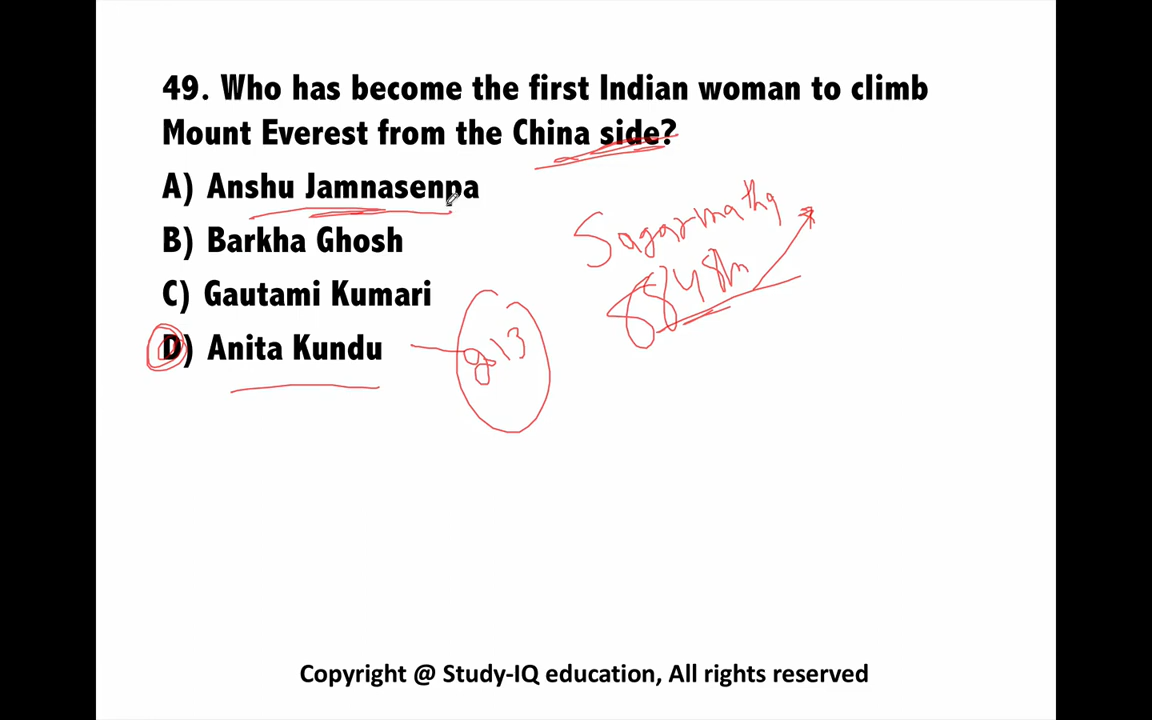 49. Who has become the first Indian woman to climb
Mount Everest from the China side?
A) Anshu Jamnasenpa
B) Barkha Ghosh
C) Gautami Kumari
D) Anita Kundu
Sagarmatha
8848m
Copyright @ Study-IQ education, All rights reserved